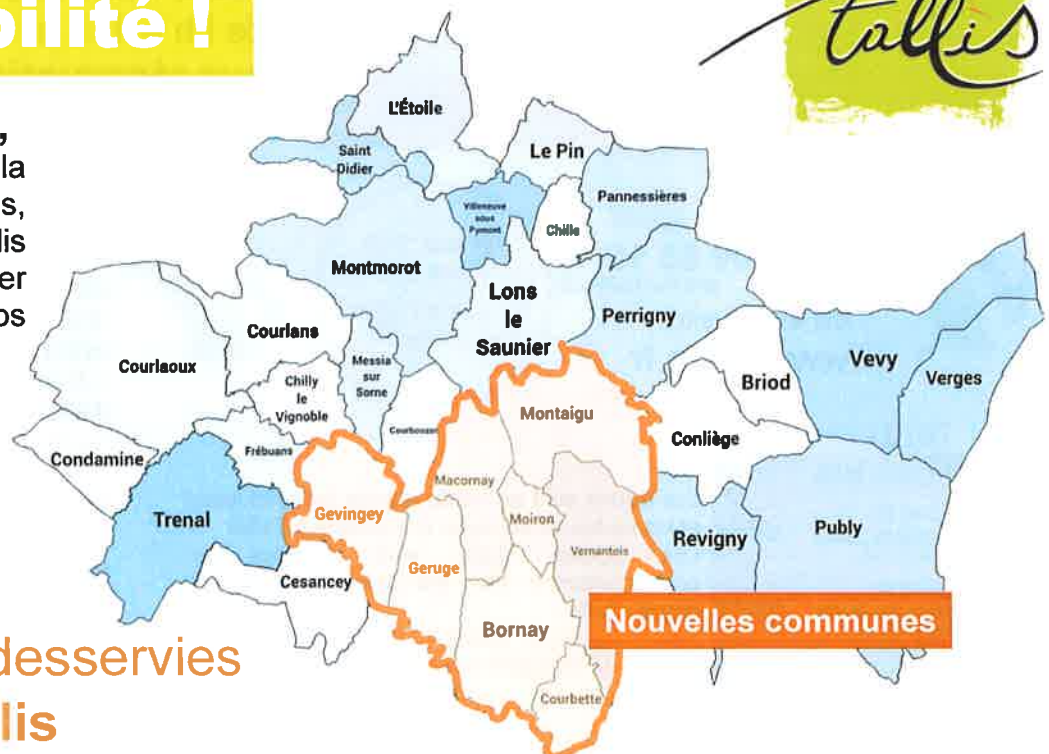 bilité !
tallis
,
la
s,
lis
er
os
L'Étoile
Saint
Didier
Le Pin
Pannessières
Villeneuve
sous
Pymont
Chille
Montmorot
Lons
le
Saunier
Perrigny
Courlans
Courlaoux
Messia
sur
Sorne
Chilly
le
Vignoble
Briod
Vevy
Verges
Montaigu
Courbouzon
Conliège
Frébuans
Condamine
Macornay
Gevingey
Moiron
Trenal
Publy
Revigny
Vernantois
Geruge
Cesancey
Bornay
Nouvelles communes
Courbette
desservies
lis